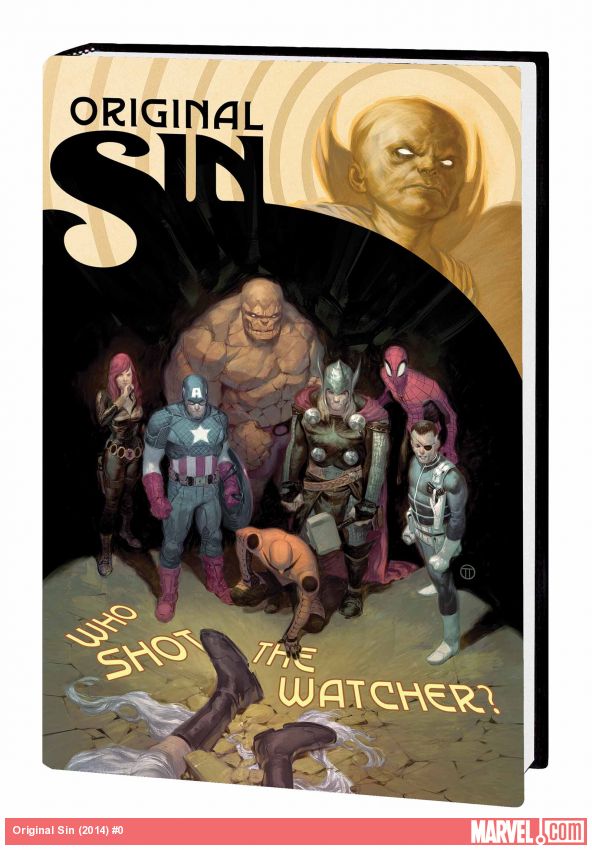 ORIGINAL
SIN
A
WHO
SHOT THE
WATCHER?
Original Sin (2014) #0
MARVEL.COM